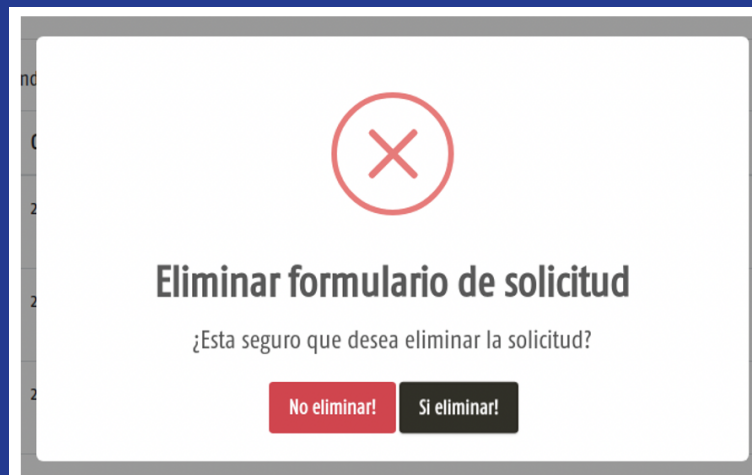 Eliminar formulario de solicitud
¿Esta seguro que desea eliminar la solicitud?
No eliminar! Si eliminar!